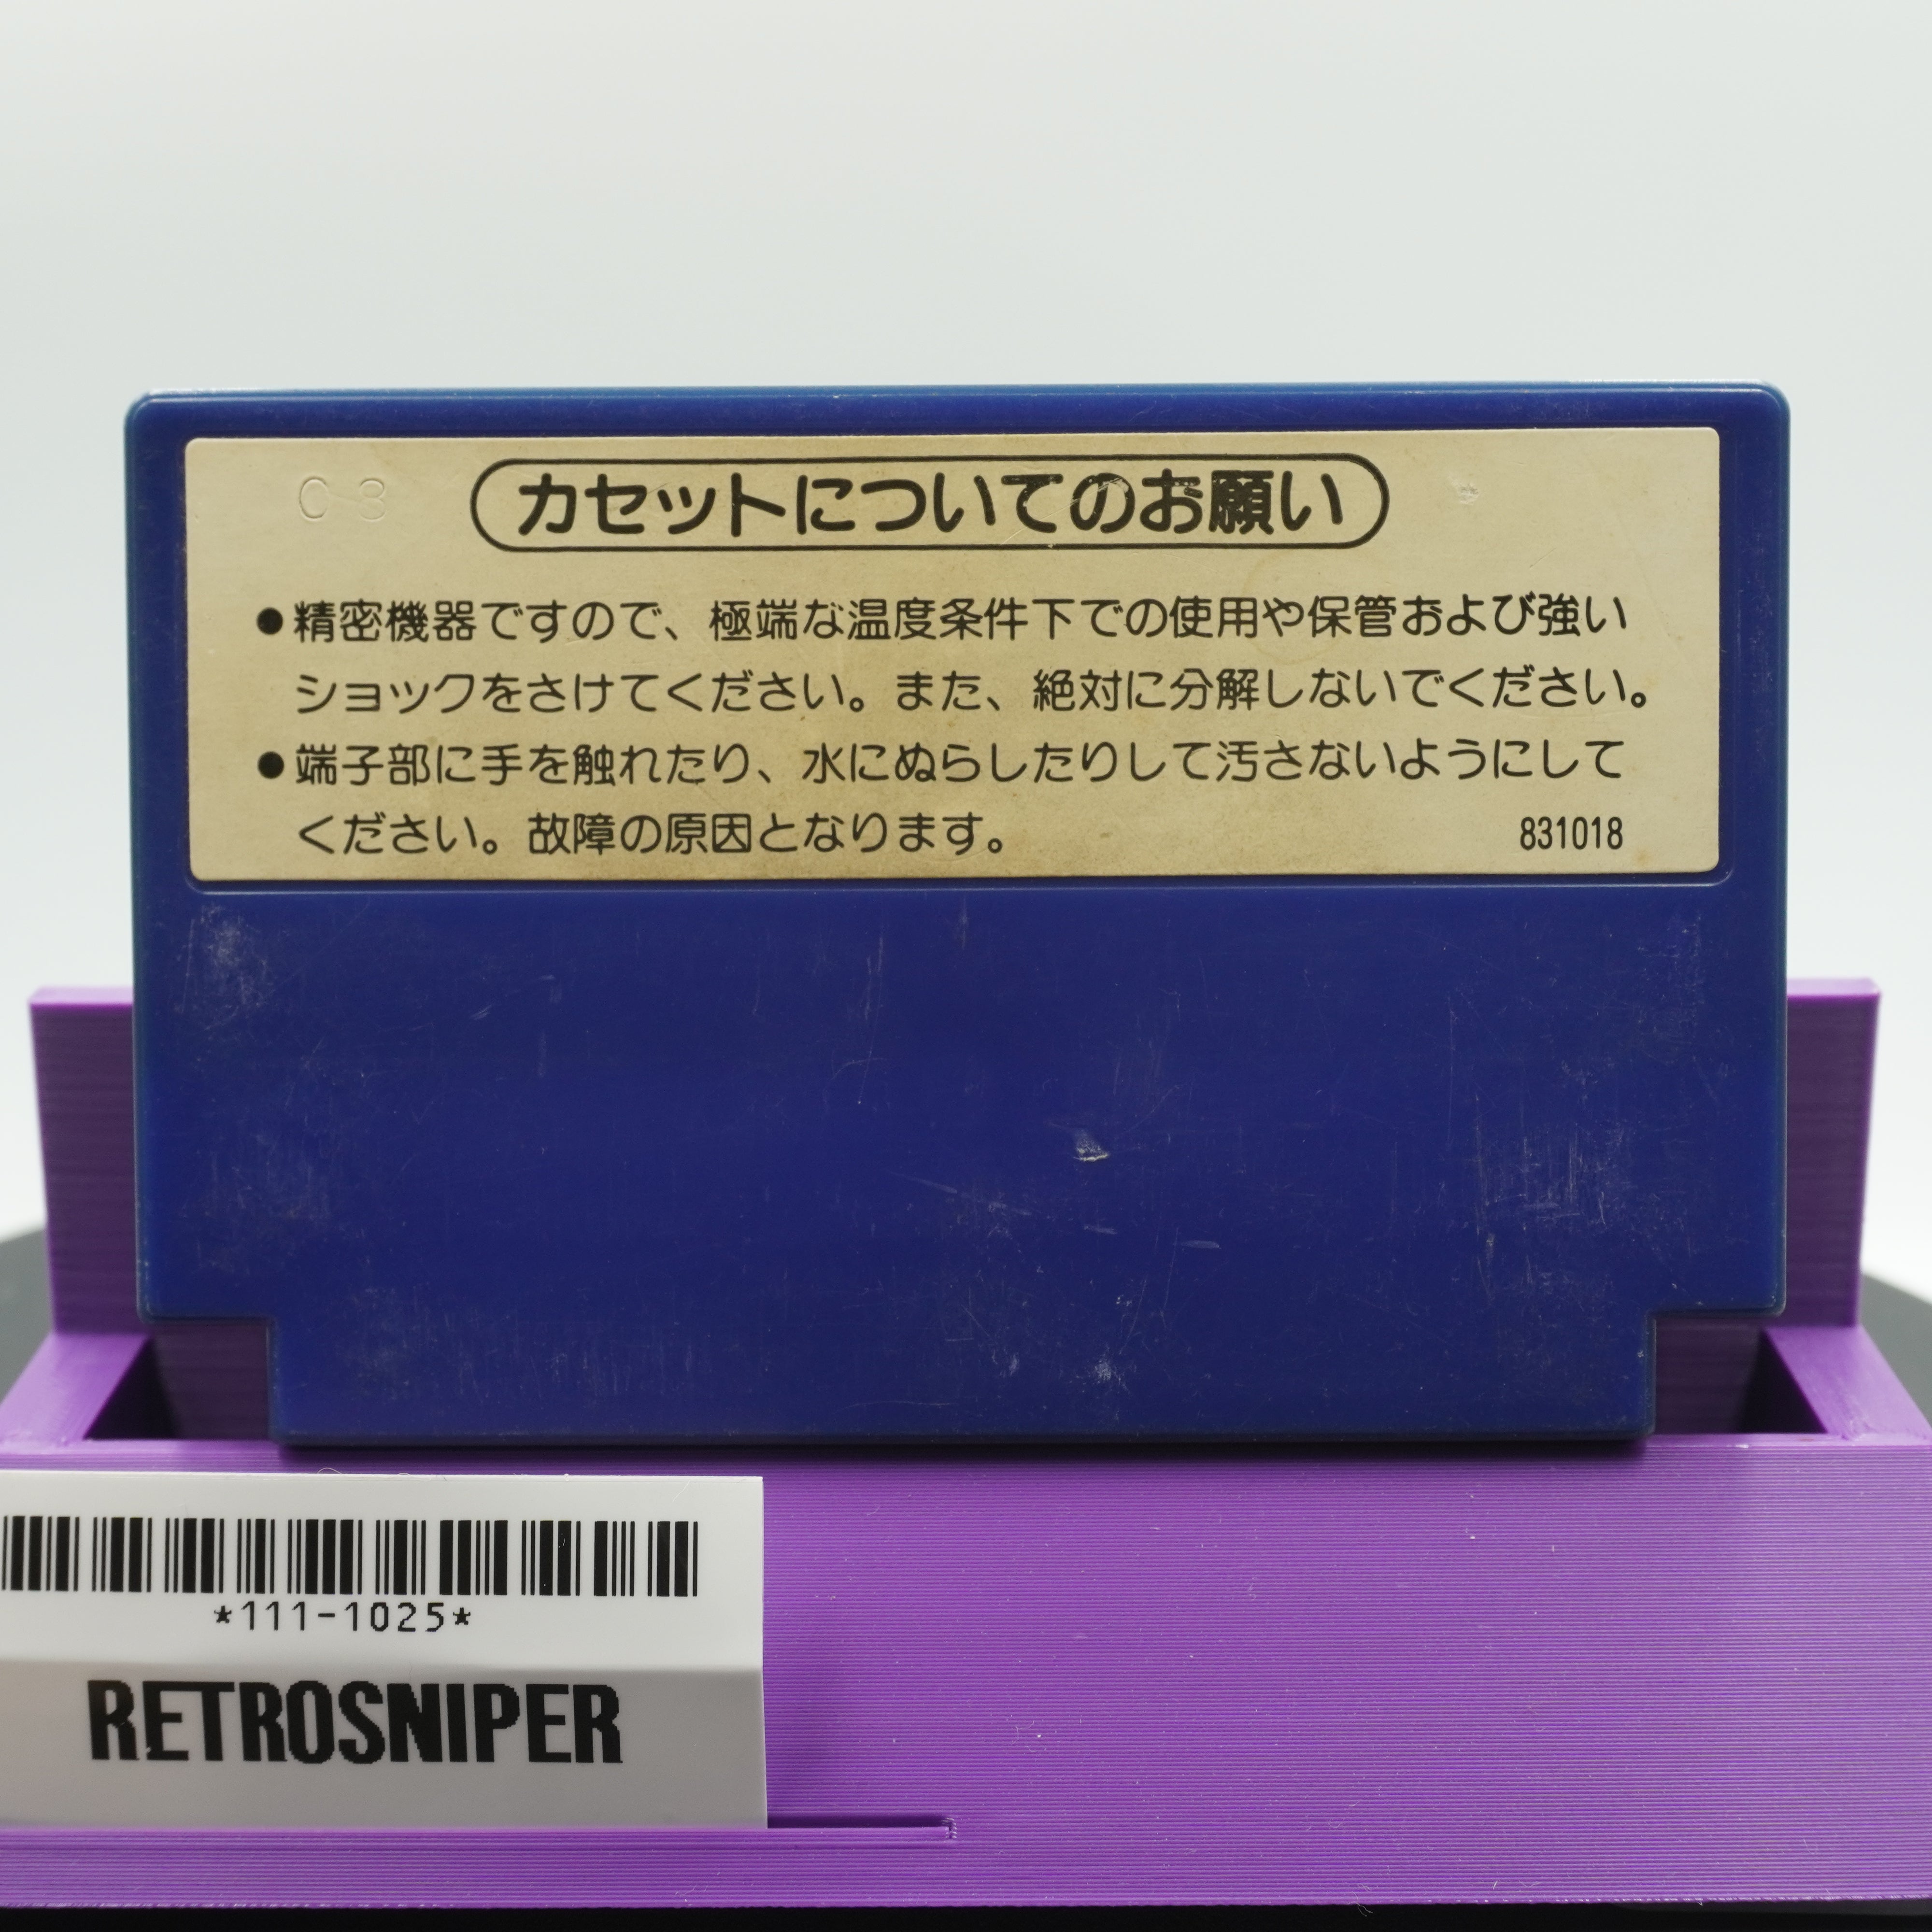 C-3
カセットについてのお願い
●精密機器ですので、極端な温度条件下での使用や保管および強い
ショックをさけてください。また、絶対に分解しないでください。
●端子部に手を触れたり、水にぬらしたりして汚さないようにして
ください。故障の原因となります。
831018
*111-1025*
RETROSNIPER